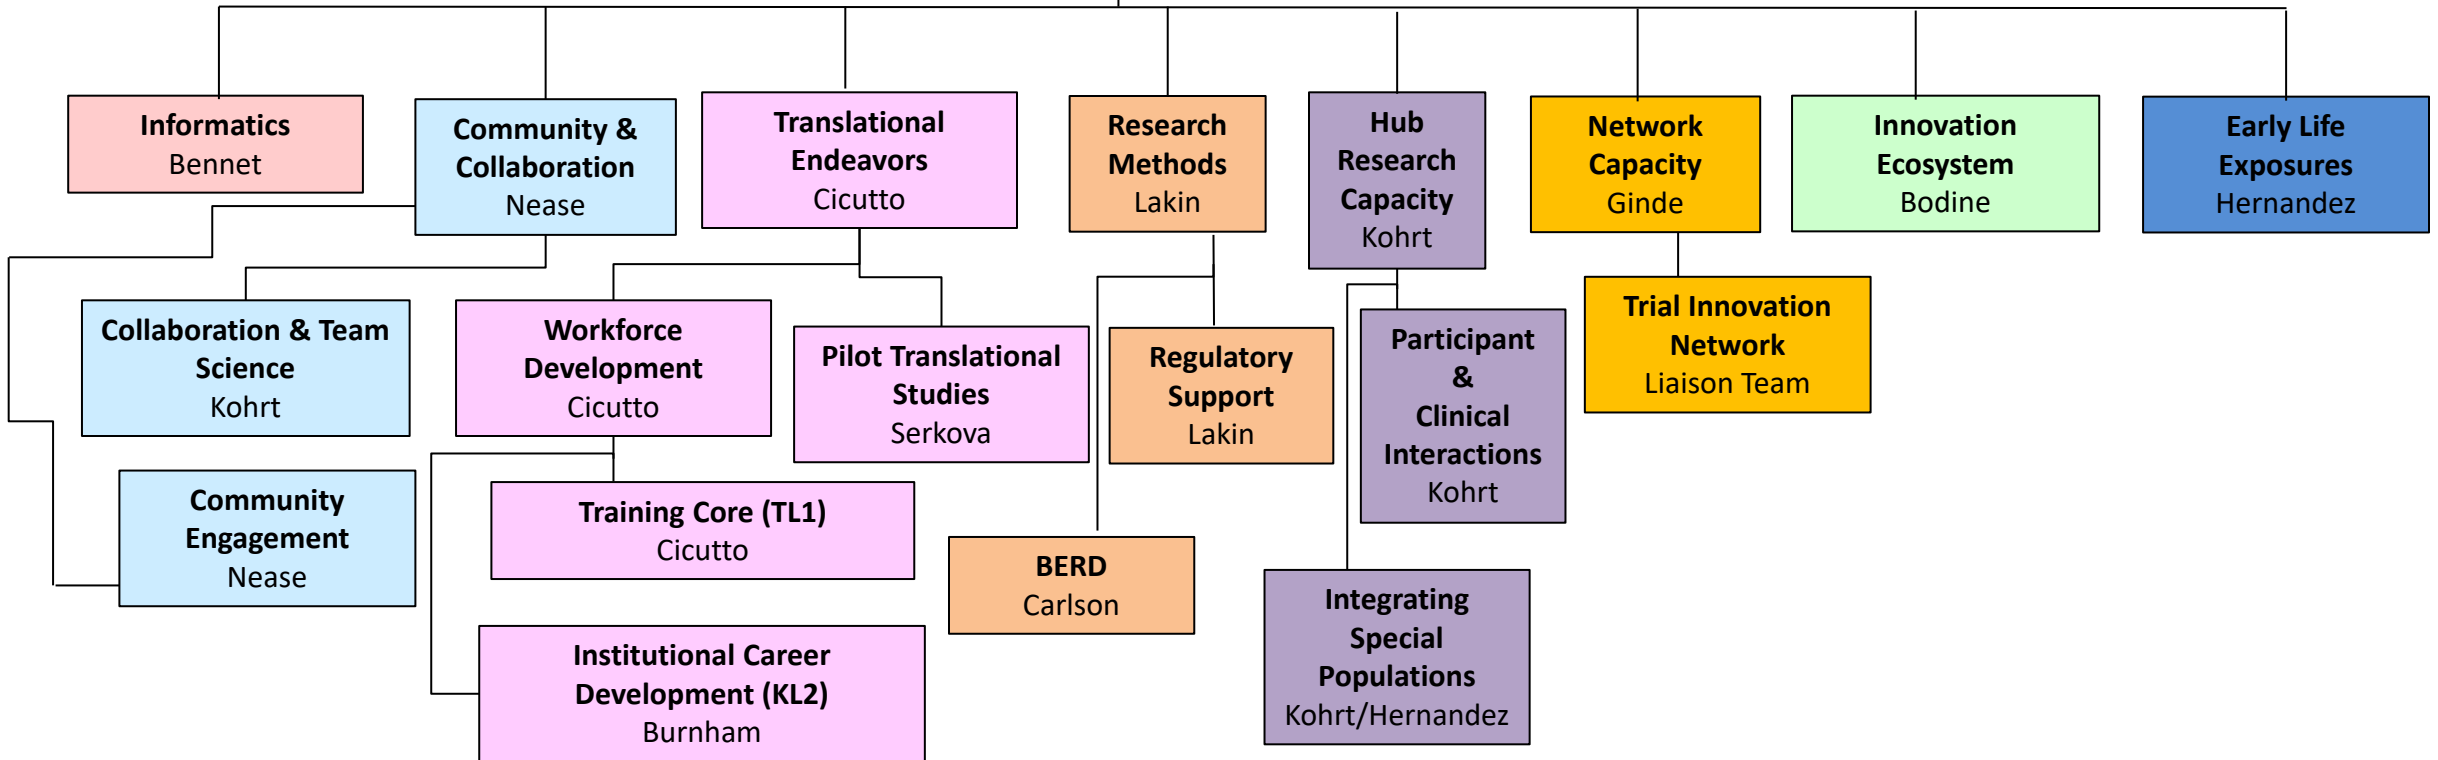 Informatics
Bennet
Community &
Collaboration
Nease
Translational
Endeavors
Cicutto
Research
Methods
Lakin
Hub
Research
Capacity
Kohrt
Network
Capacity
Ginde
Innovation
Ecosystem
Bodine
Early Life
Exposures
Hernandez
Collaboration & Team
Science
Kohrt
Workforce
Development
Cicutto
Pilot Translational
Studies
Serkova
Regulatory
Support
Lakin
Participant
&
Clinical
Interactions
Kohrt
Trial Innovation
Network
Liaison Team
Community
Engagement
Nease
Training Core (TL1)
Cicutto
BERD
Carlson
Integrating
Special
Populations
Kohrt/Hernandez
Institutional Career
Development (KL2)
Burnham